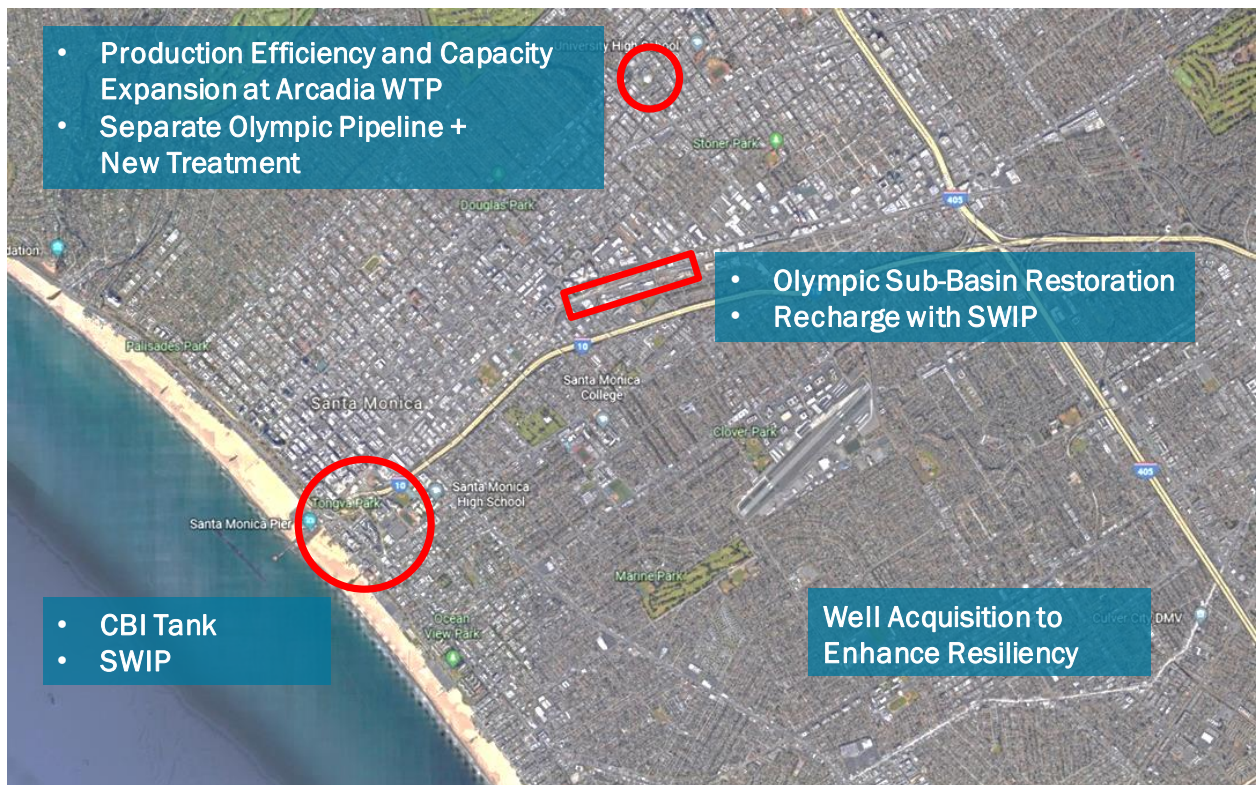 • Production Efficiency and Capacity
Expansion at Arcadia WTP
• Separate Olympic Pipeline +
New Treatment
University High School
Stoner Park
Douglas Park
405
dation
• Olympic Sub-Basin Restoration
• Recharge with SWIP
Palisades Park
10
Santa Monica
College
Santa Monica
Clover Park
405
10
Santa Monica
High School
Tongva Park
Santa Monica Pier
Marine Park
• CBI Tank
• SWIP
Ocean
View Park
Well Acquisition to
Enhance Resiliency
Culver City DMV